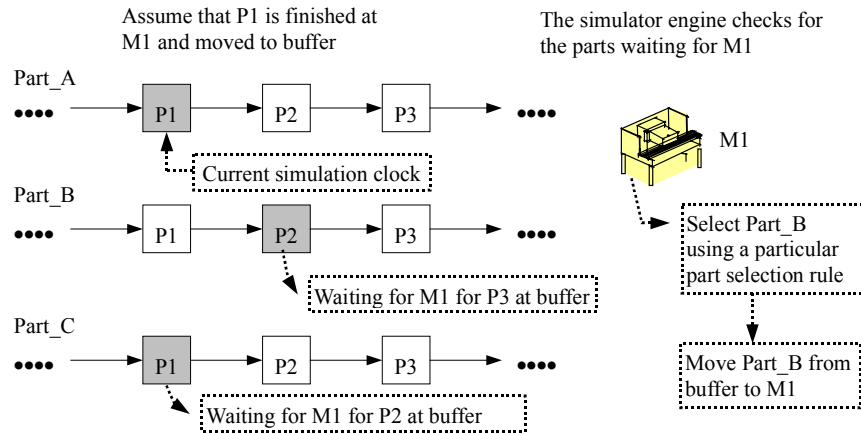 Assume that P1 is finished at
M1 and moved to buffer
The simulator engine checks for
the parts waiting for M1
Part_A
P1
P2
P3
M1
Current simulation clock
Part_B
P1
P2
P3
Select Part_B
using a particular
part selection rule
Waiting for M1 for P3 at buffer
Part_C
P1
P2
P3
Move Part_B from
buffer to M1
Waiting for M1 for P2 at buffer